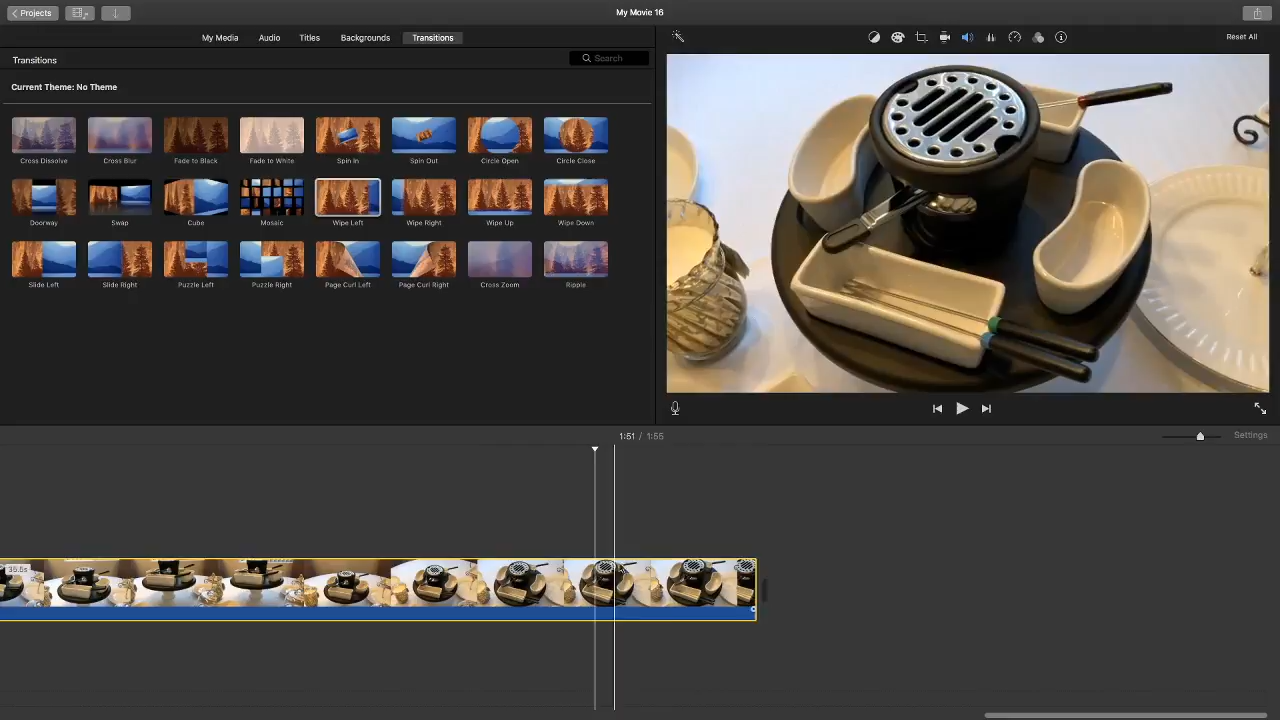 Projects
My Movie 16
My Media Audio Titles Backgrounds Transitions
Reset All
Transitions
Search
Current Theme: No Theme
Cross Dissolve Cross Blur Fade to Black Fade to White Spin In Spin Out Circle Open Circle Close
Doorway Swap Cube Mosaic Wipe Left Wipe Right Wipe Up Wipe Down
Slide Left Slide Right Puzzle Left Puzzle Right Page Curl Left Page Curl Right Cross Zoom Ripple
1:51 / 1:55
Settings
35.5s